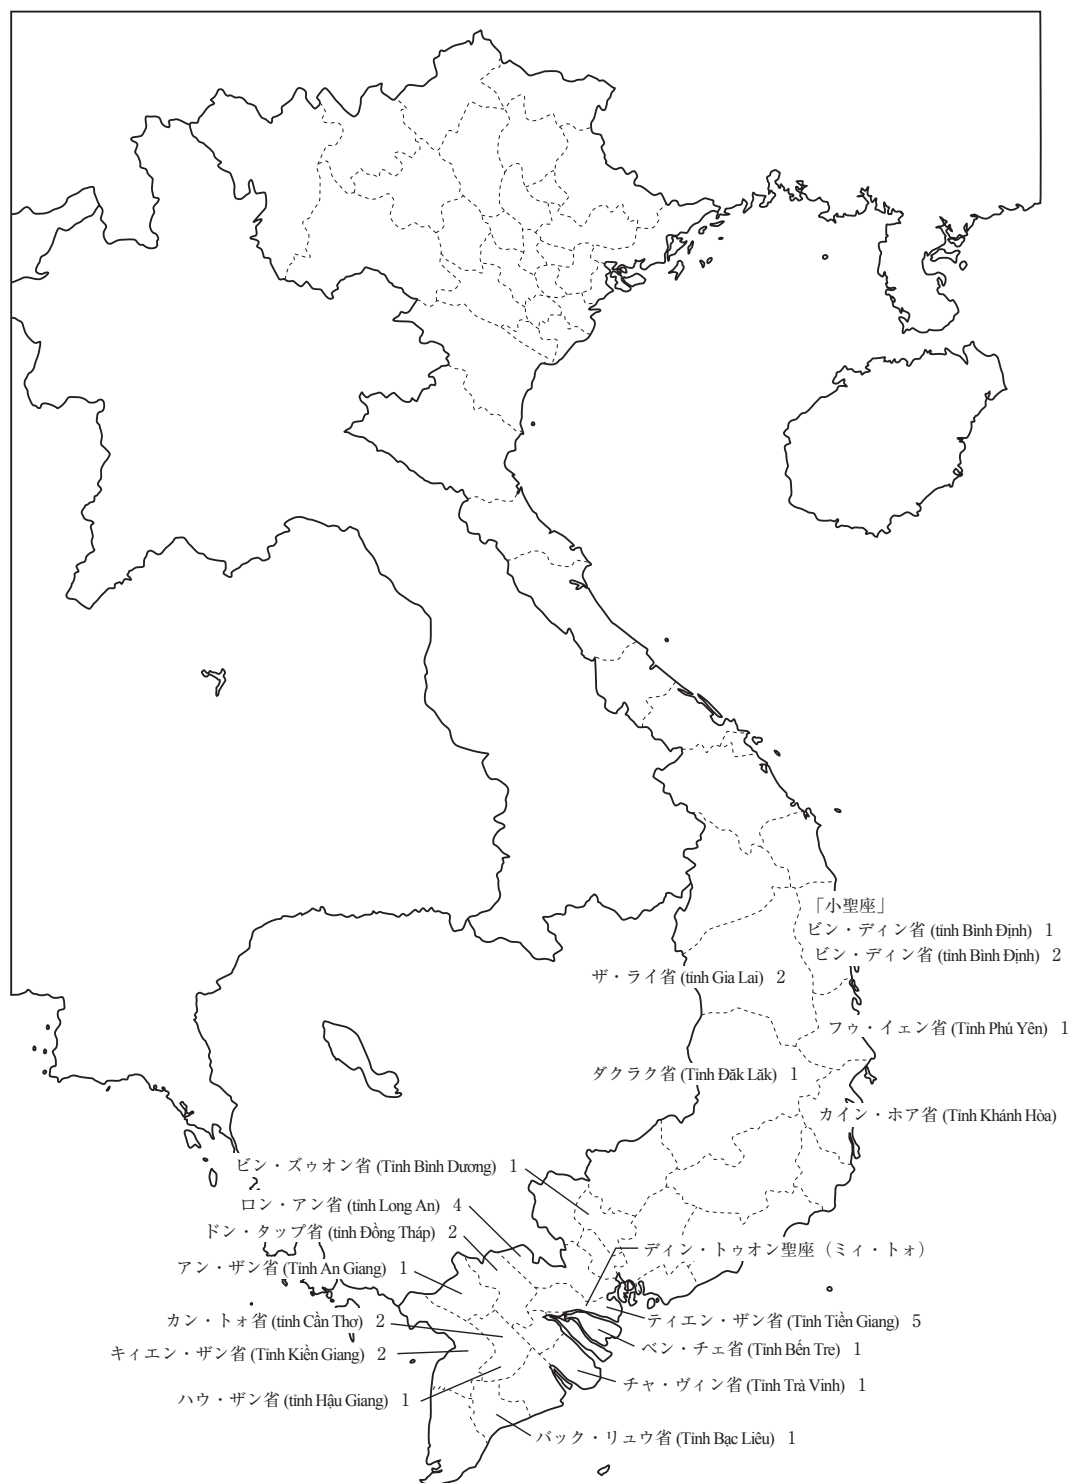 「小聖座」
ビン・ディン省 (tỉnh Bình Định) 1
ビン・ディン省 (tỉnh Bình Định) 2
ザ・ライ省 (tỉnh Gia Lai) 2
フゥ・イェン省 (Tỉnh Phú Yên) 1
ダクラク省 (Tỉnh Đăk Lăk) 1
カイン・ホア省 (Tỉnh Khánh Hòa)
ビン・ズゥオン省 (Tỉnh Bình Dương) 1
ロン・アン省 (tỉnh Long An) 4
ドン・タップ省 (tỉnh Đồng Tháp) 2
ディン・トゥオン聖座（ミィ・トォ）
アン・ザン省 (Tỉnh An Giang) 1
カン・トォ省 (tỉnh Cần Thơ) 2
ティエン・ザン省 (Tỉnh Tiền Giang) 5
キィエン・ザン省 (Tỉnh Kiên Giang) 2
ベン・チェ省 (Tỉnh Bến Tre) 1
ハウ・ザン省 (tỉnh Hậu Giang) 1
チャ・ヴィン省 (Tỉnh Trà Vinh) 1
バック・リュウ省 (Tỉnh Bạc Liêu) 1